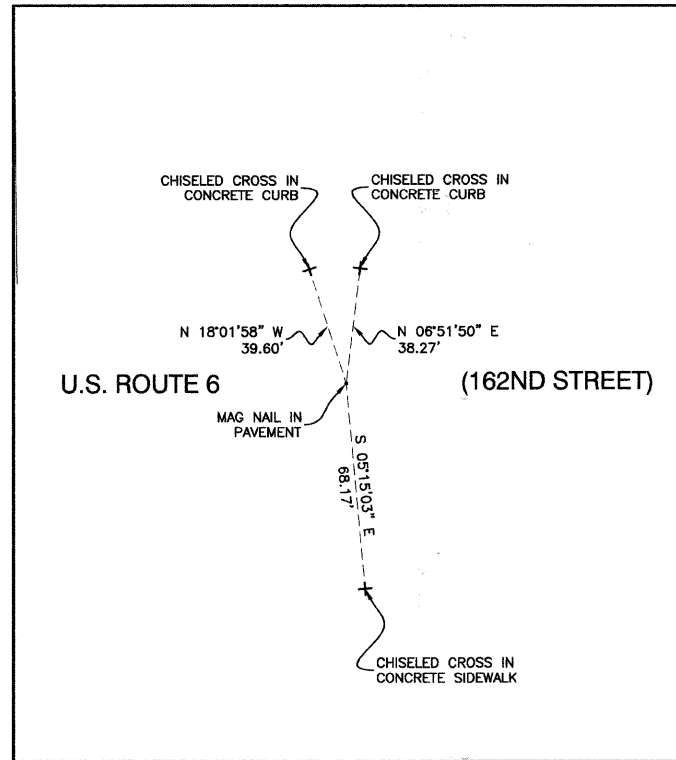 CHISELED CROSS IN
CONCRETE CURB
CHISELED CROSS IN
CONCRETE CURB
N 18°01'58" W
39.60'
N 06°51'50" E
38.27'
U.S. ROUTE 6
(162ND STREET)
MAG NAIL IN
PAVEMENT
S 05°15'03" E
68.17'
CHISELED CROSS IN
CONCRETE SIDEWALK